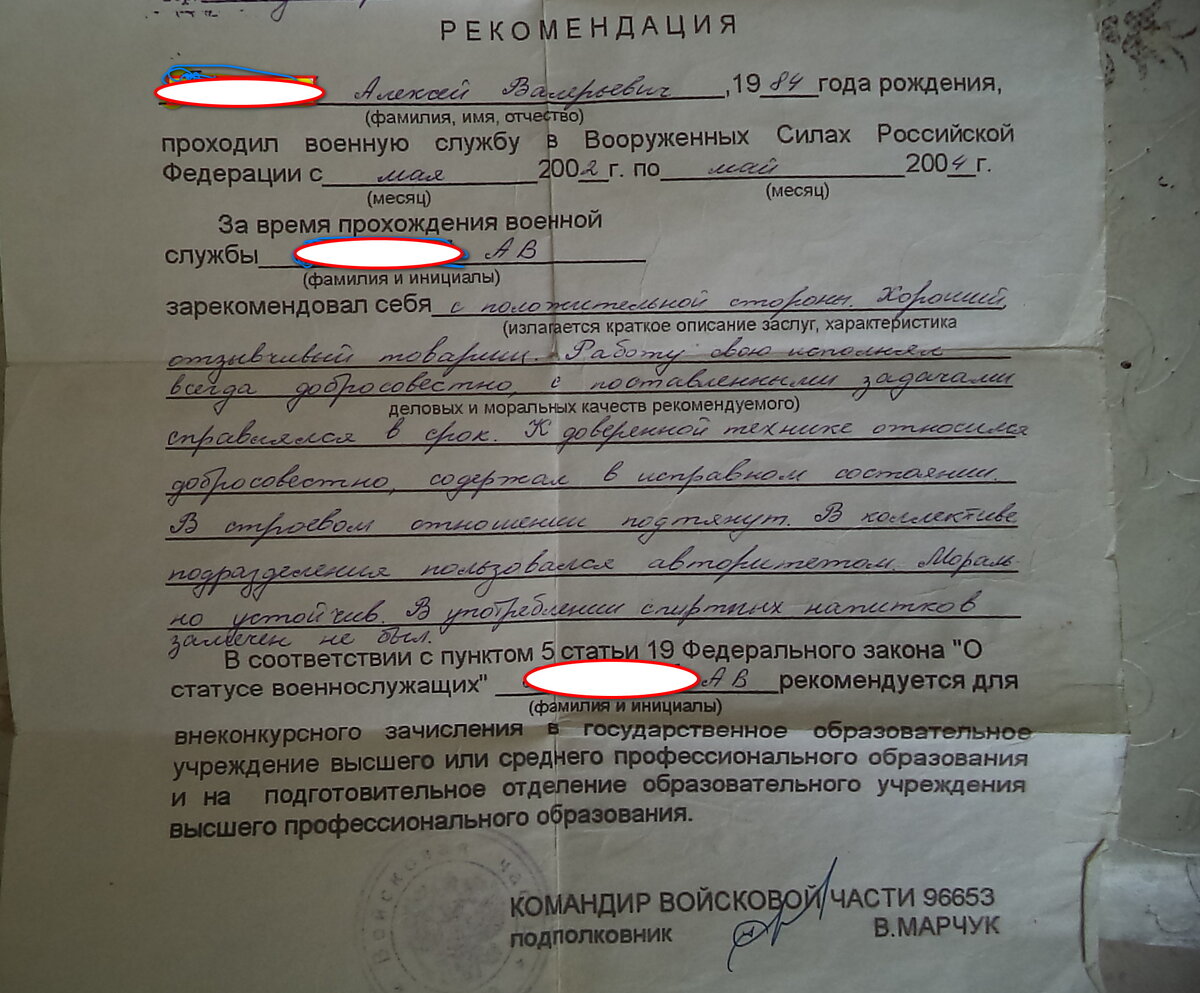 РЕКОМЕНДАЦИЯ
Алексей Валерьевич, 1984 года рождения,
(фамилия, имя, отчество)
проходил военную службу в Вооруженных Силах Российской
Федерации с мая 2002 г. по май 2004 г.
(месяц) (месяц)
За время прохождения военной
службы АВ
(фамилия и инициалы)
зарекомендовал себя с положительной стороны. Хороший,
(излагается краткое описание заслуг, характеристика
отзывчивый товарищ. Работу свою исполнял
всегда добросовестно, с поставленными задачами
деловых и моральных качеств рекомендуемого)
справлялся в срок. К доверенной технике относился
добросовестно, содержал в исправном состоянии.
В строевом отношении подтянут. В коллективе
подразделения пользовался авторитетом. Мораль-
но устойчив. В употреблении спиртных напитков
замечен не был.
В соответствии с пунктом 5 статьи 19 Федерального закона "О
статусе военнослужащих" АВ рекомендуется для
(фамилия и инициалы)
внеконкурсного зачисления в государственное образовательное
учреждение высшего или среднего профессионального образования
и на подготовительное отделение образовательного учреждения
высшего профессионального образования.
Войсковая
КОМАНДИР ВОЙСКОВОЙ ЧАСТИ 96653
подполковник В.МАРЧУК